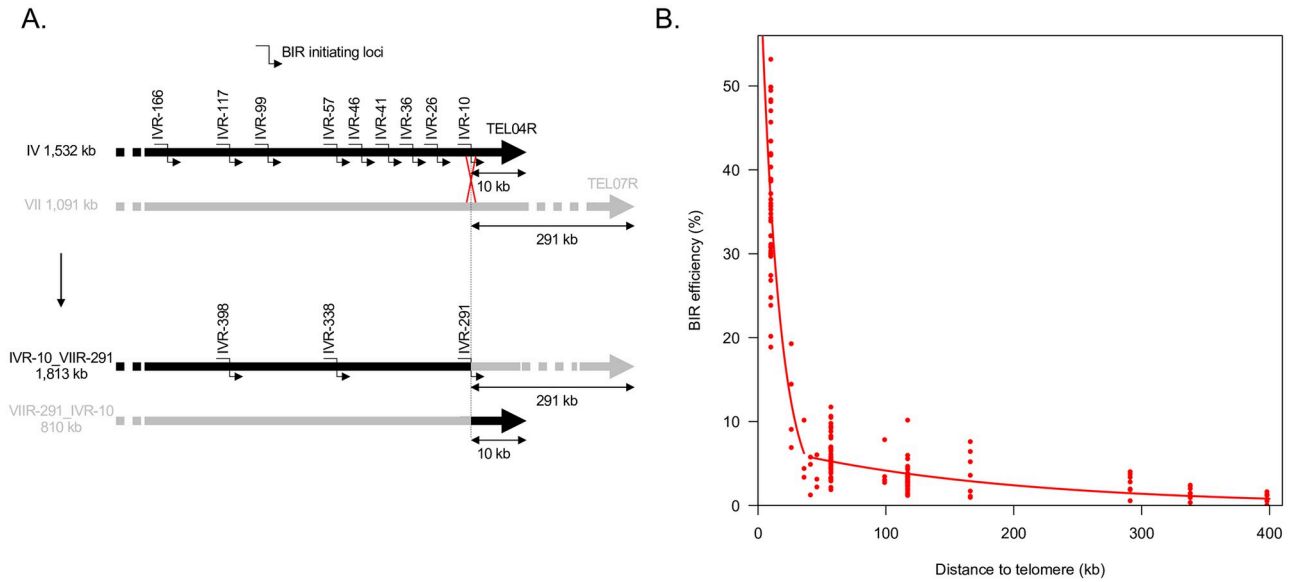 A.
BIR initiating loci
IVR-166
IVR-117
IVR-99
IVR-57
IVR-46
IVR-41
IVR-36
IVR-26
IVR-10
TEL04R
IV 1,532 kb
10 kb
TEL07R
VII 1,091 kb
291 kb
IVR-398
IVR-338
IVR-291
IVR-10_VIIR-291
1,813 kb
291 kb
VIIR-291_IVR-10
810 kb
10 kb
B.
BIR efficiency (%)
50
40
30
20
10
0
0
100
200
300
400
Distance to telomere (kb)